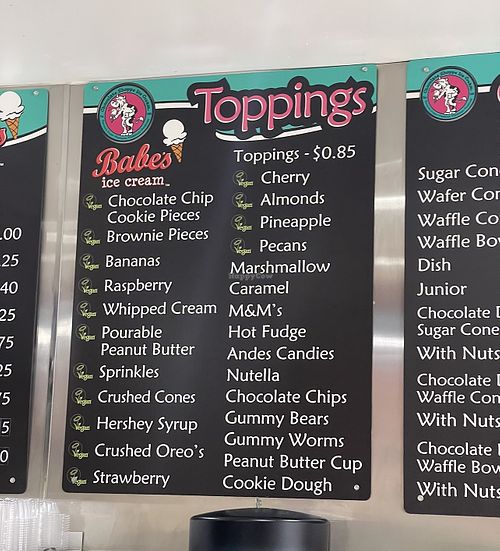 Toppings
Babes
ice cream
Toppings - $0.85
Vegan Chocolate Chip
Cookie Pieces
Vegan Brownie Pieces
Vegan Bananas
Vegan Raspberry
Vegan Whipped Cream
Vegan Pourable
Peanut Butter
Vegan Sprinkles
Vegan Crushed Cones
Vegan Hershey Syrup
Vegan Crushed Oreo's
Vegan Strawberry
Vegan Cherry
Vegan Almonds
Vegan Pineapple
Vegan Pecans
Marshmallow
Caramel
M&M's
Hot Fudge
Andes Candies
Nutella
Chocolate Chips
Gummy Bears
Gummy Worms
Peanut Butter Cup
Cookie Dough
Sugar Con
Wafer Con
Waffle Co
Waffle Bow
Dish
Junior
Chocolate D
Sugar Cone
With Nuts
Chocolate D
Waffle Con
With Nuts
Chocolate D
Waffle Bow
With Nuts
.00
.25
40
25
75
25
75
5
0
HappyCow